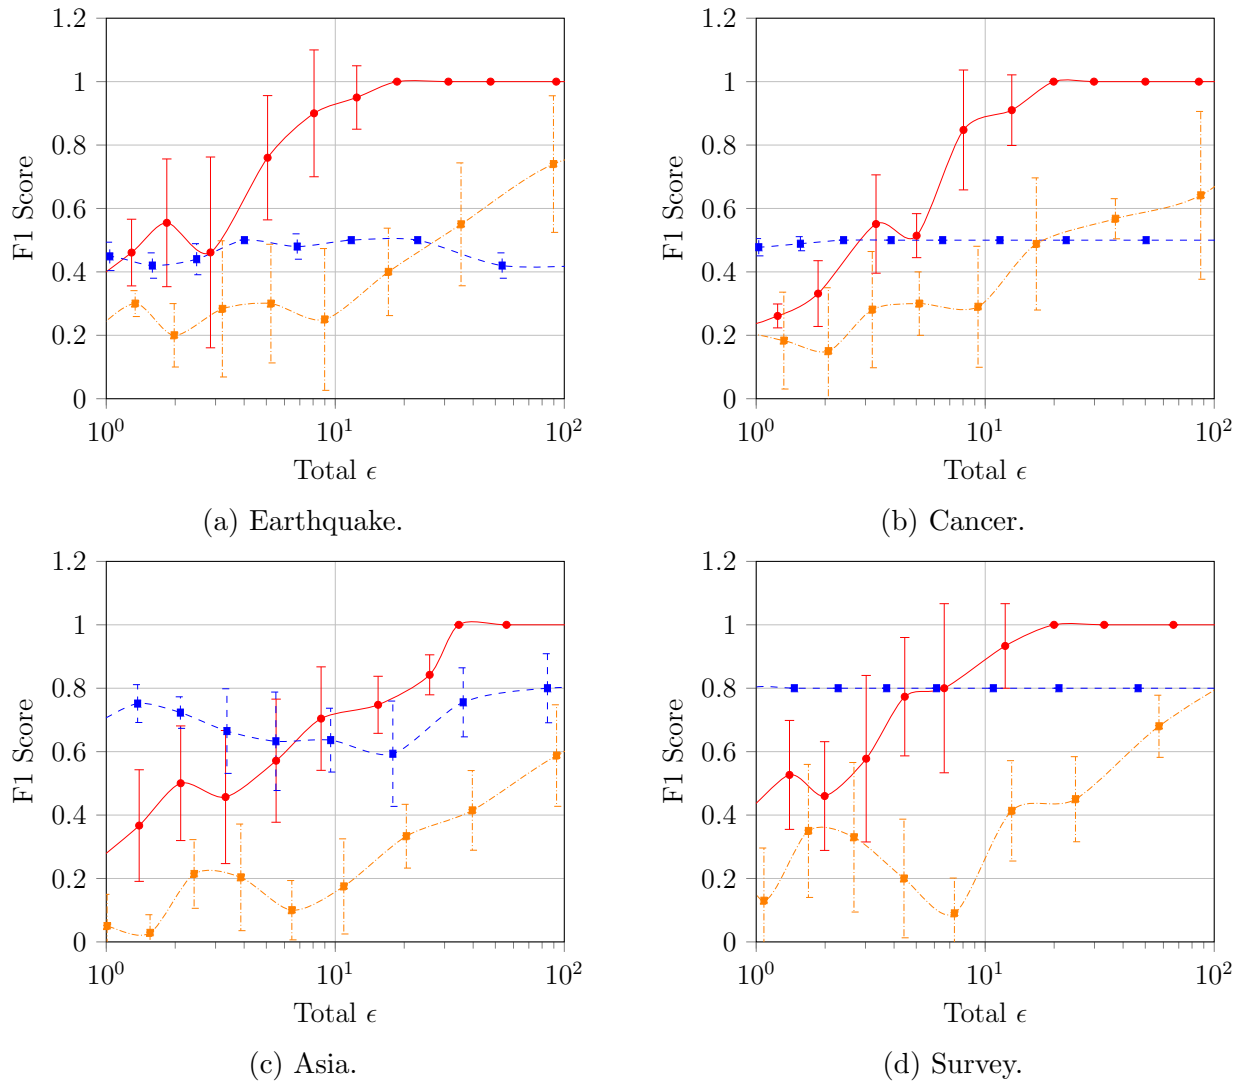 1.2
1
0.8
0.6
0.4
0.2
0
F1 Score
10^0 10^1 10^2
Total ϵ
(a) Earthquake.
1.2
1
0.8
0.6
0.4
0.2
0
F1 Score
10^0 10^1 10^2
Total ϵ
(b) Cancer.
1.2
1
0.8
0.6
0.4
0.2
0
F1 Score
10^0 10^1 10^2
Total ϵ
(c) Asia.
1.2
1
0.8
0.6
0.4
0.2
0
F1 Score
10^0 10^1 10^2
Total ϵ
(d) Survey.